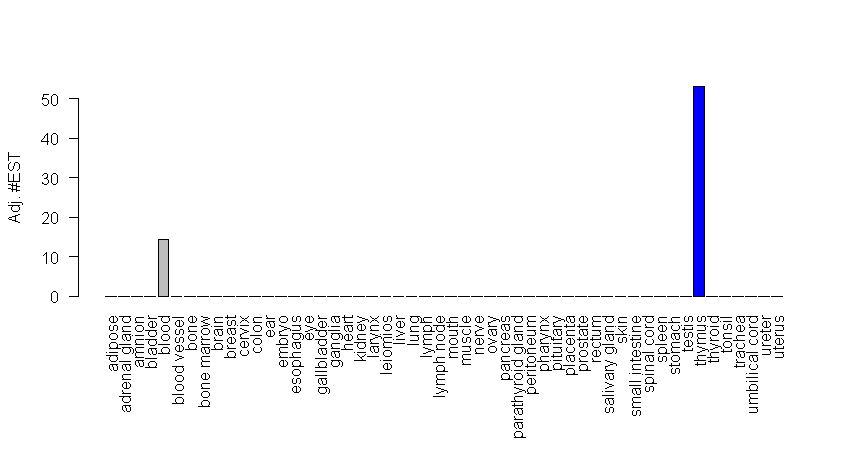 Adj. #EST
50
40
30
20
10
0
adipose
adrenal gland
amnion
bladder
blood
blood vessel
bone
bone marrow
brain
breast
cervix
colon
ear
embryo
esophagus
eye
gallbladder
ganglia
heart
kidney
larynx
leiomios
liver
lung
lymph
lymph node
mouth
muscle
nerve
ovary
pancreas
parathyroid gland
peritoneum
pharynx
pituitary
placenta
prostate
rectum
salivary gland
skin
small intestine
spinal cord
spleen
stomach
testis
thymus
thyroid
tonsil
trachea
umbilical cord
ureter
uterus